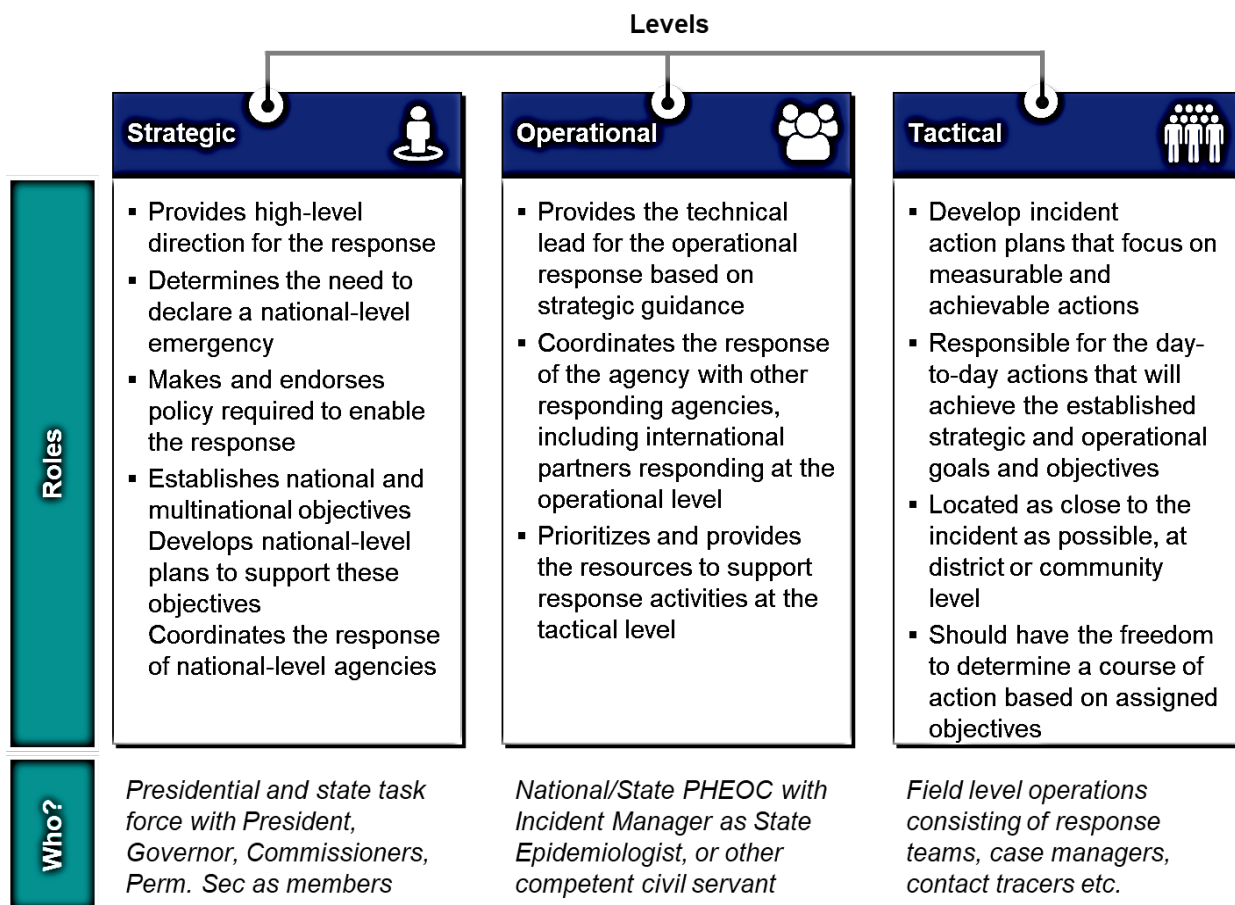 Levels
Strategic
▪ Provides high-level
direction for the response
▪ Determines the need to
declare a national-level
emergency
▪ Makes and endorses
policy required to enable
the response
▪ Establishes national and
multinational objectives
Develops national-level
plans to support these
objectives
Coordinates the response
of national-level agencies
Operational
▪ Provides the technical
lead for the operational
response based on
strategic guidance
▪ Coordinates the response
of the agency with other
responding agencies,
including international
partners responding at the
operational level
▪ Prioritizes and provides
the resources to support
response activities at the
tactical level
Tactical
▪ Develop incident
action plans that focus on
measurable and
achievable actions
▪ Responsible for the day-
to-day actions that will
achieve the established
strategic and operational
goals and objectives
▪ Located as close to the
incident as possible, at
district or community
level
▪ Should have the freedom
to determine a course of
action based on assigned
objectives
Roles
Who?
Presidential and state task
force with President,
Governor, Commissioners,
Perm. Sec as members
National/State PHEOC with
Incident Manager as State
Epidemiologist, or other
competent civil servant
Field level operations
consisting of response
teams, case managers,
contact tracers etc.